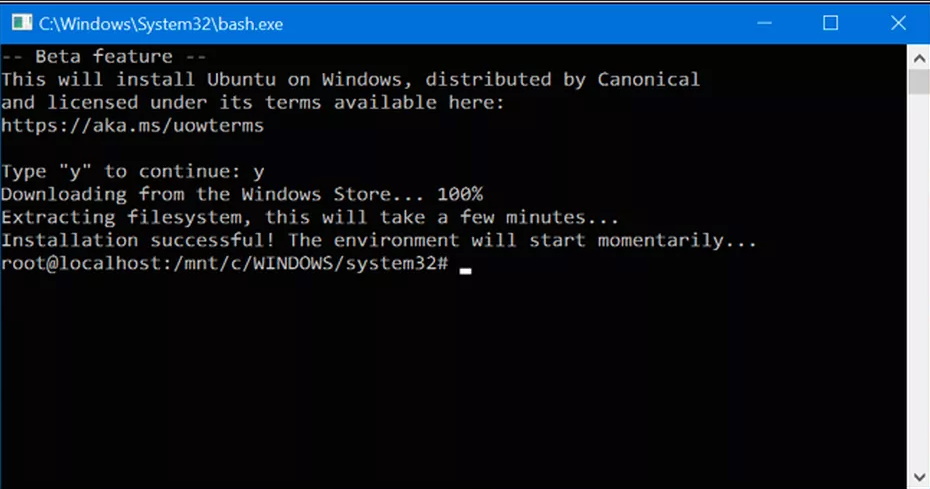 C:\Windows\System32\bash.exe
-- Beta feature --
This will install Ubuntu on Windows, distributed by Canonical
and licensed under its terms available here:
https://aka.ms/uowterms
Type "y" to continue: y
Downloading from the Windows Store... 100%
Extracting filesystem, this will take a few minutes...
Installation successful! The environment will start momentarily...
root@localhost:/mnt/c/WINDOWS/system32#